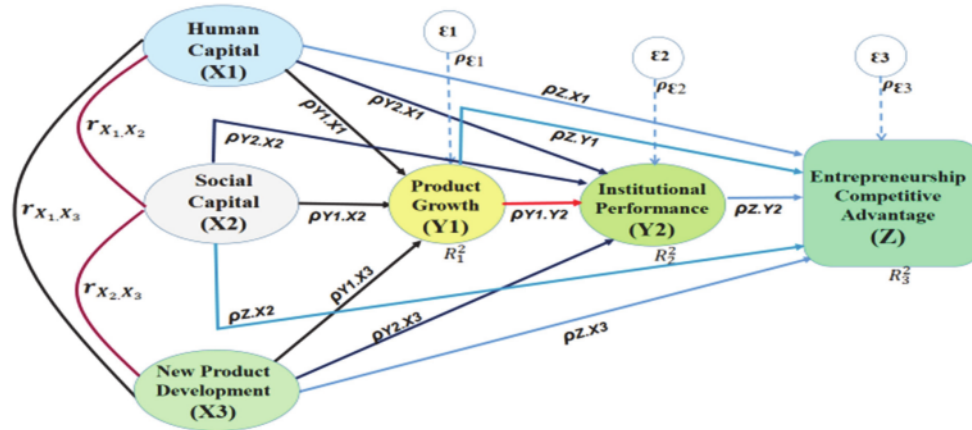 Human
Capital
(X1)
ε1
ρε1
ε2
ρε2
ε3
ρε3
ρZ.X1
ρY2.X1
ρY1.X1
ρZ.Y1
rX1,X2
ρY2.X2
Social
Capital
(X2)
ρY1.X2
Product
Growth
(Y1)
R₁²
ρY1.Y2
Institutional
Performance
(Y2)
R₂²
ρZ.Y2
Entrepreneurship
Competitive
Advantage
(Z)
R₃²
rX1,X3
rX2,X3
ρY1.X3
ρZ.X2
ρY2.X3
ρZ.X3
New Product
Development
(X3)